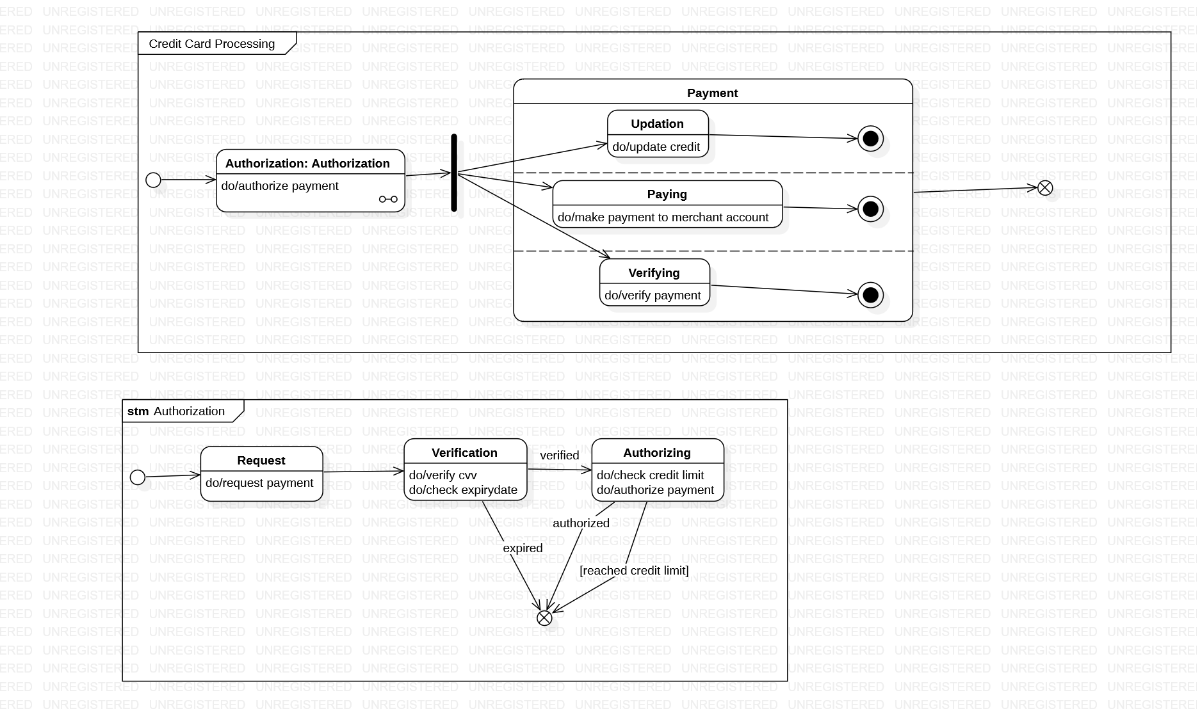 Credit Card Processing
Payment
Updation
do/update credit
Authorization: Authorization
do/authorize payment
Paying
do/make payment to merchant account
Verifying
do/verify payment
stm Authorization
Request
do/request payment
Verification
do/verify cvv
do/check expirydate
verified
Authorizing
do/check credit limit
do/authorize payment
authorized
expired
[reached credit limit]
UNREGISTERED